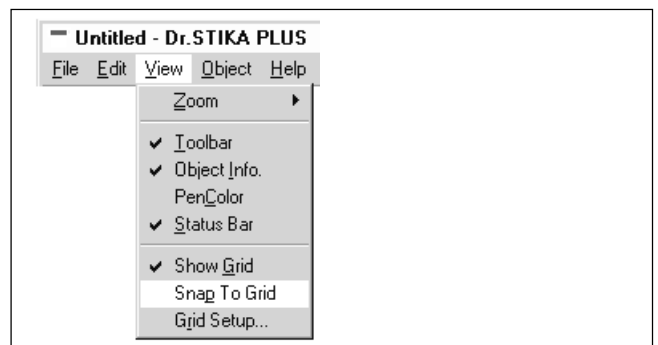 Untitled - Dr.STIKA PLUS
File Edit View Object Help
Zoom
Toolbar
Object Info.
PenColor
Status Bar
Show Grid
Snap To Grid
Grid Setup...